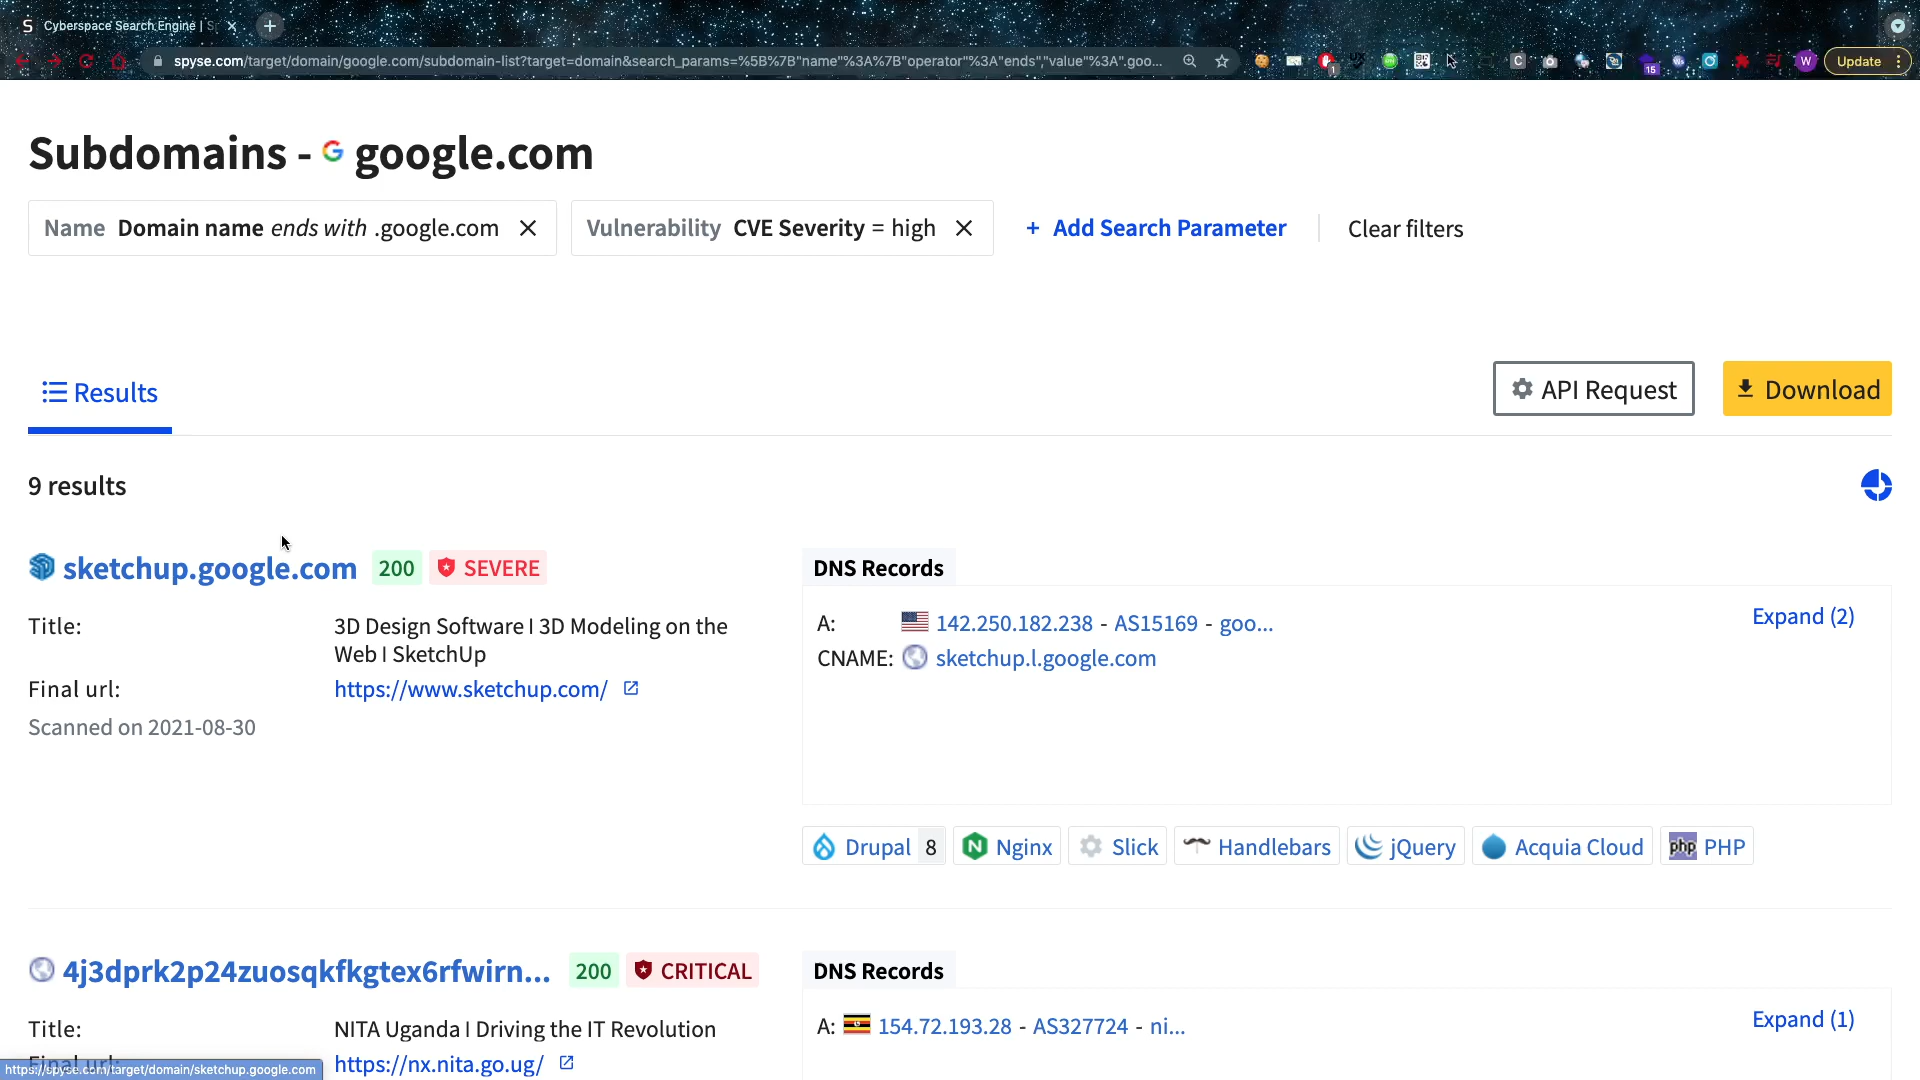 Cyberspace Search Engine | S
spyse.com/target/domain/google.com/subdomain-list?target=domain&search_params=%5B%7B"name"%3A%7B"operator"%3A"ends","value"%3A".goo...
1
15
W
Update
Subdomains - google.com
Name Domain name ends with .google.com
Vulnerability CVE Severity = high
+ Add Search Parameter
Clear filters
Results
API Request
Download
9 results
sketchup.google.com 200 SEVERE
Title: 3D Design Software | 3D Modeling on the
Web | SketchUp
Final url: https://www.sketchup.com/
Scanned on 2021-08-30
DNS Records
A: 142.250.182.238 - AS15169 - goo...
Expand (2)
CNAME: sketchup.l.google.com
Drupal 8 Nginx Slick Handlebars jQuery Acquia Cloud php PHP
4j3dprk2p24zuosqkfkgtex6rfwirn... 200 CRITICAL
Title: NITA Uganda | Driving the IT Revolution
Final url: https://nx.nita.go.ug/
DNS Records
A: 154.72.193.28 - AS327724 - ni...
Expand (1)
https://spyse.com/target/domain/sketchup.google.com